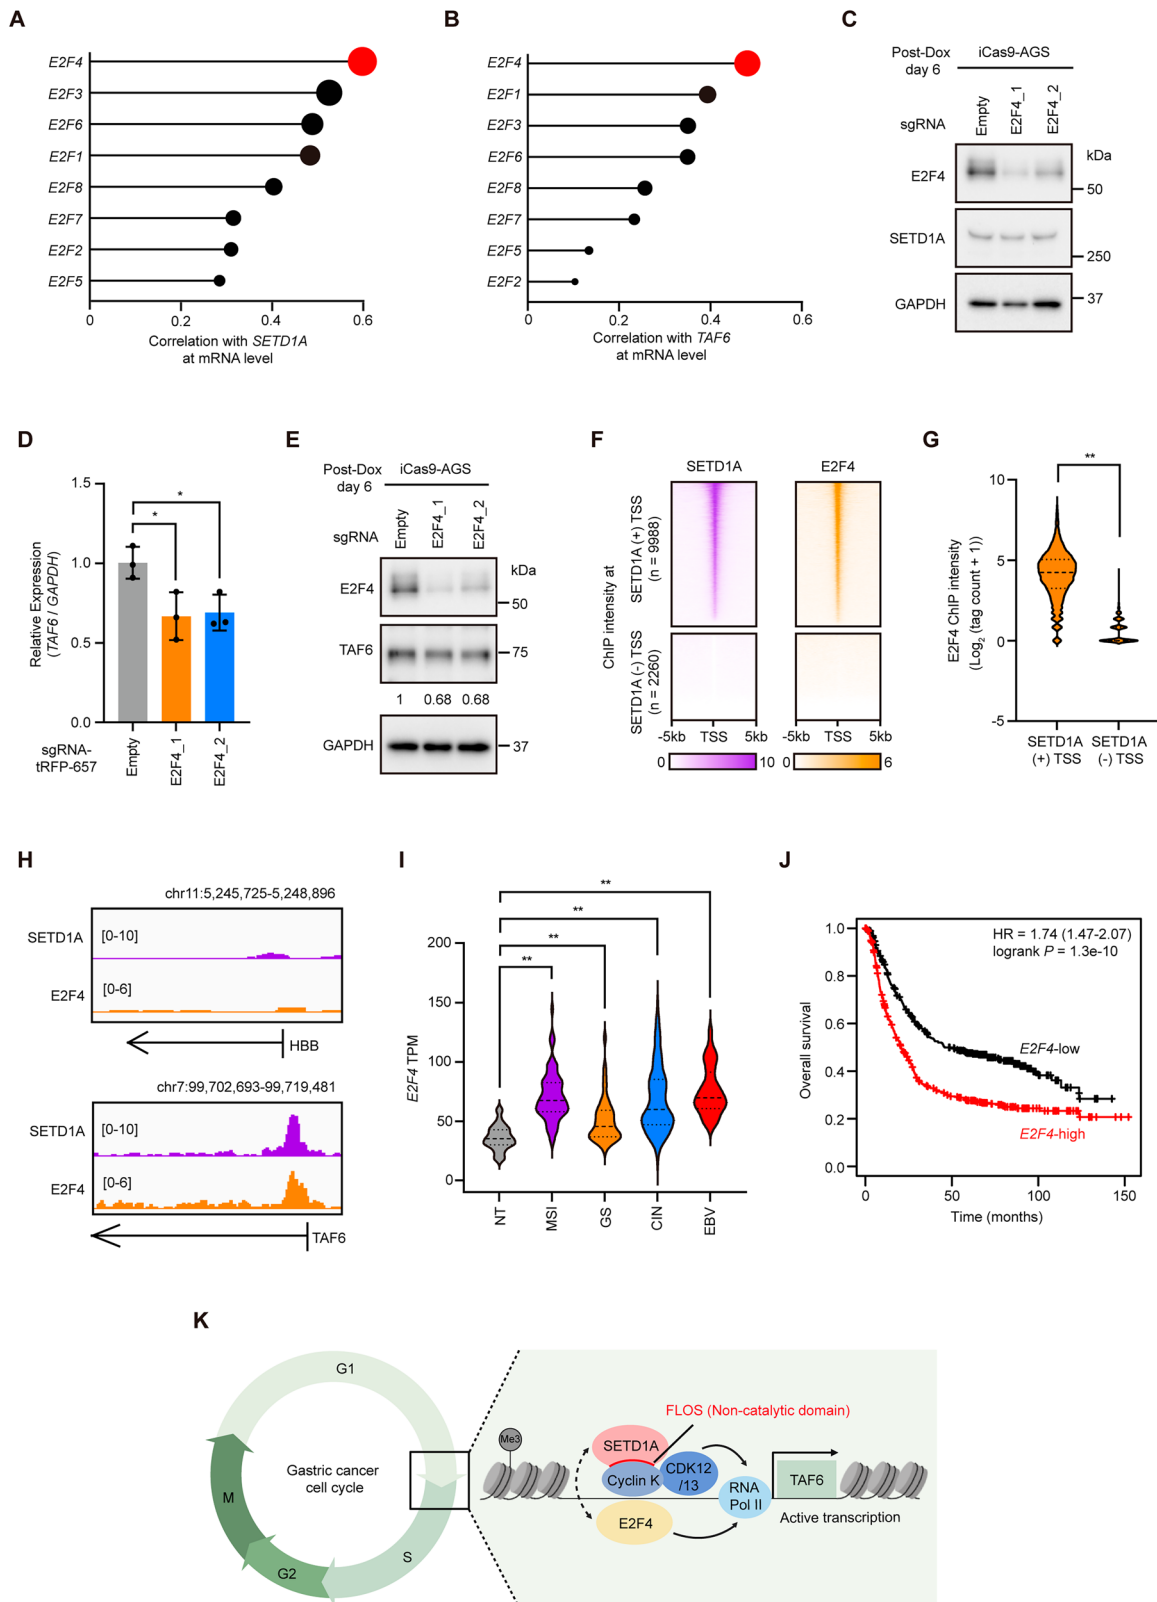 A
E2F4
E2F3
E2F6
E2F1
E2F8
E2F7
E2F2
E2F5
0
0.2
0.4
0.6
Correlation with SETD1A
at mRNA level
B
E2F4
E2F1
E2F3
E2F6
E2F8
E2F7
E2F5
E2F2
0
0.2
0.4
0.6
Correlation with TAF6
at mRNA level
C
Post-Dox
day 6
iCas9-AGS
sgRNA
Empty
E2F4_1
E2F4_2
kDa
E2F4
50
SETD1A
250
GAPDH
37
D
Relative Expression
(TAF6 / GAPDH)
1.5
1.0
0.5
0.0
*
*
sgRNA-
tRFP-657
Empty
E2F4_1
E2F4_2
E
Post-Dox
day 6
iCas9-AGS
sgRNA
Empty
E2F4_1
E2F4_2
kDa
E2F4
50
TAF6
75
1 0.68 0.68
GAPDH
37
F
SETD1A
E2F4
ChIP intensity at
SETD1A (+) TSS
(n = 9988)
SETD1A (-) TSS
(n = 2260)
-5kb TSS 5kb
-5kb TSS 5kb
0 10
0 6
G
**
E2F4 ChIP intensity
(Log2 (tag count + 1))
10
5
0
-5
SETD1A
(+) TSS
SETD1A
(-) TSS
H
chr11:5,245,725-5,248,896
SETD1A
[0-10]
E2F4
[0-6]
HBB
chr7:99,702,693-99,719,481
SETD1A
[0-10]
E2F4
[0-6]
TAF6
I
**
**
**
**
E2F4 TPM
200
150
100
50
0
NT
MSI
GS
CIN
EBV
J
HR = 1.74 (1.47-2.07)
logrank P = 1.3e-10
Overall survival
1.0
0.8
0.6
0.4
0.2
0.0
E2F4-low
E2F4-high
0 50 100 150
Time (months)
K
G1
S
G2
M
Gastric cancer
cell cycle
FLOS (Non-catalytic domain)
Me3
SETD1A
Cyclin K
CDK12
/13
E2F4
RNA
Pol II
TAF6
Active transcription